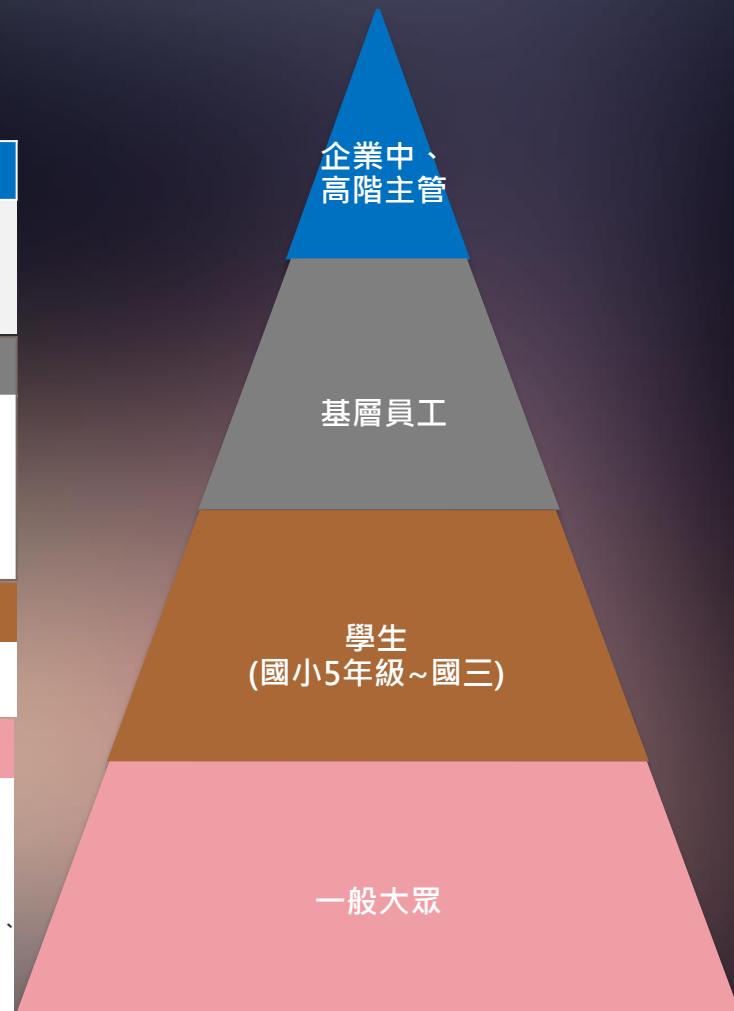 企業中、
高階主管
基層員工
學生
(國小5年級~國三)
一般大眾
、